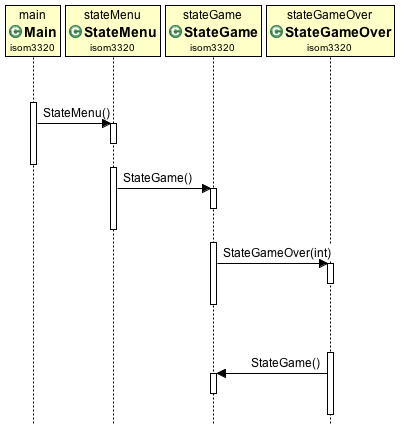 main
C Main
isom3320
stateMenu
C StateMenu
isom3320
stateGame
C StateGame
isom3320
stateGameOver
C StateGameOver
isom3320
StateMenu()
StateGame()
StateGameOver(int)
StateGame()